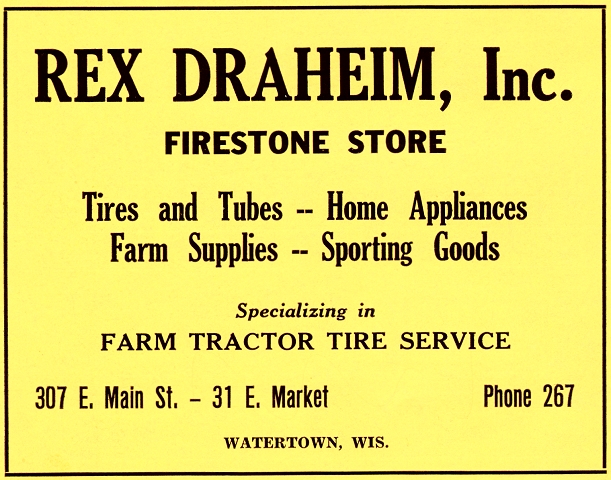 REX DRAHEIM, Inc.
FIRESTONE STORE
Tires and Tubes -- Home Appliances
Farm Supplies -- Sporting Goods
Specializing in
FARM TRACTOR TIRE SERVICE
307 E. Main St. – 31 E. Market Phone 267
WATERTOWN, WIS.